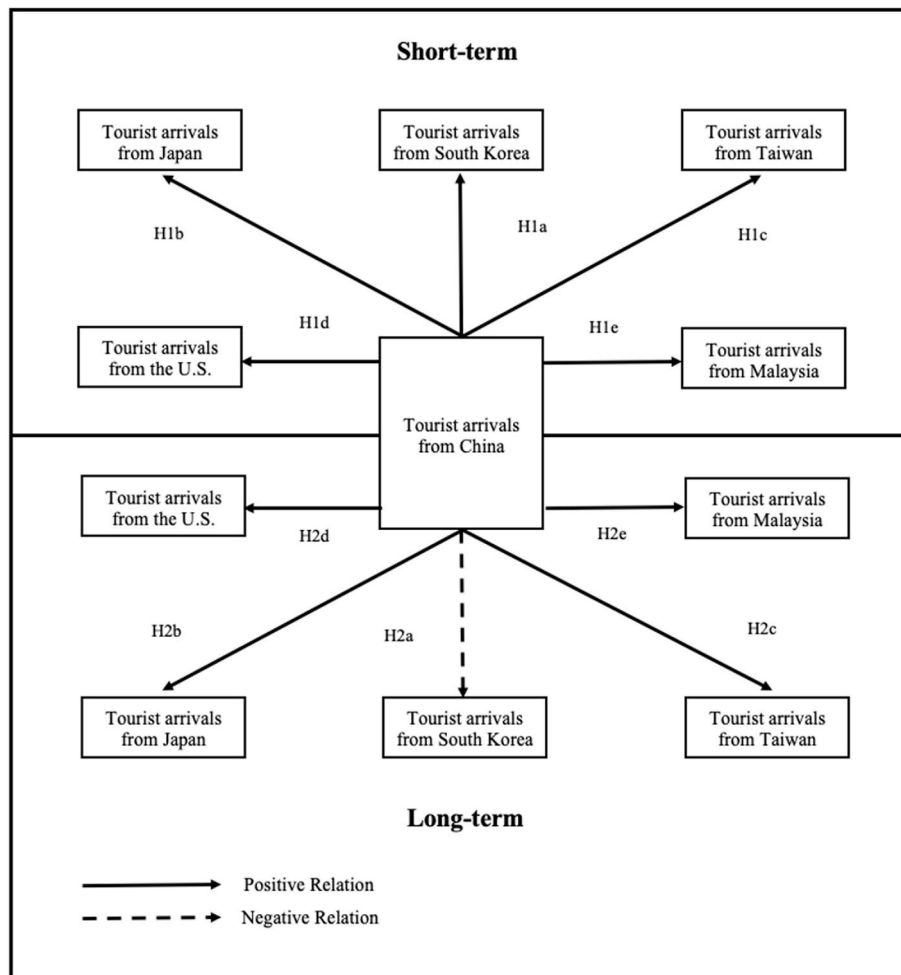 Short-term
Tourist arrivals
from Japan
Tourist arrivals
from South Korea
Tourist arrivals
from Taiwan
H1b
H1a
H1c
Tourist arrivals
from the U.S.
H1d
H1e
Tourist arrivals
from Malaysia
Tourist arrivals
from China
Tourist arrivals
from the U.S.
H2d
H2e
Tourist arrivals
from Malaysia
H2b
H2a
H2c
Tourist arrivals
from Japan
Tourist arrivals
from South Korea
Tourist arrivals
from Taiwan
Long-term
Positive Relation
Negative Relation